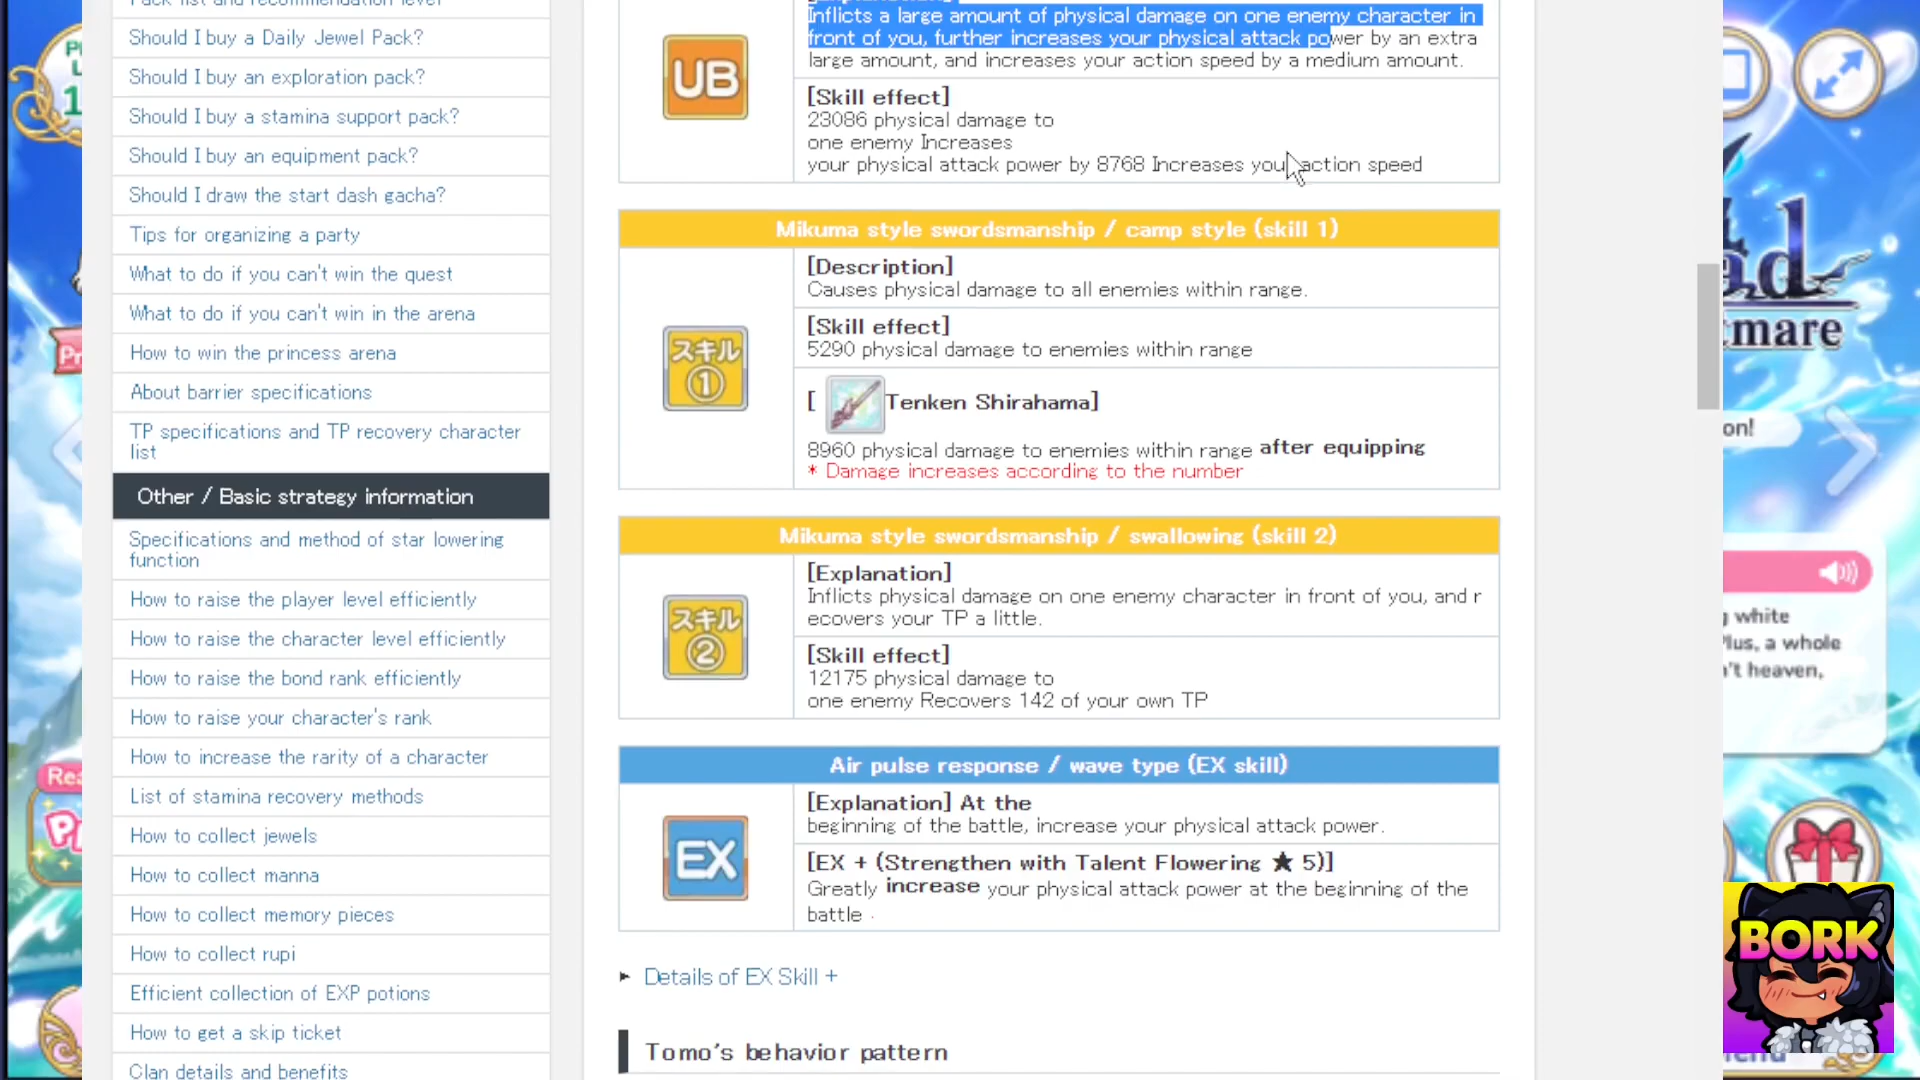 Should I buy a Daily Jewel Pack?
Should I buy an exploration pack?
Should I buy a stamina support pack?
Should I buy an equipment pack?
Should I draw the start dash gacha?
Tips for organizing a party
What to do if you can't win the quest
What to do if you can't win in the arena
How to win the princess arena
About barrier specifications
TP specifications and TP recovery character
list
Other / Basic strategy information
Specifications and method of star lowering
function
How to raise the player level efficiently
How to raise the character level efficiently
How to raise the bond rank efficiently
How to raise your character's rank
How to increase the rarity of a character
List of stamina recovery methods
How to collect jewels
How to collect manna
How to collect memory pieces
How to collect rupi
Efficient collection of EXP potions
How to get a skip ticket
Clan details and benefits
UB
Inflicts a large amount of physical damage on one enemy character in
front of you, further increases your physical attack power by an extra
large amount, and increases your action speed by a medium amount.
[Skill effect]
23086 physical damage to
one enemy Increases
your physical attack power by 8768 Increases your action speed
Mikuma style swordsmanship / camp style (skill 1)
スキル
①
[Description]
Causes physical damage to all enemies within range.
[Skill effect]
5290 physical damage to enemies within range
[ Tenken Shirahama]
8960 physical damage to enemies within range after equipping
* Damage increases according to the number
Mikuma style swordsmanship / swallowing (skill 2)
スキル
②
[Explanation]
Inflicts physical damage on one enemy character in front of you, and r
ecovers your TP a little.
[Skill effect]
12175 physical damage to
one enemy Recovers 142 of your own TP
Air pulse response / wave type (EX skill)
EX
[Explanation] At the
beginning of the battle, increase your physical attack power.
[EX + (Strengthen with Talent Flowering ★ 5)]
Greatly increase your physical attack power at the beginning of the
battle .
► Details of EX Skill +
Tomo's behavior pattern
on!
white
Plus, a whole
't heaven,
BORK